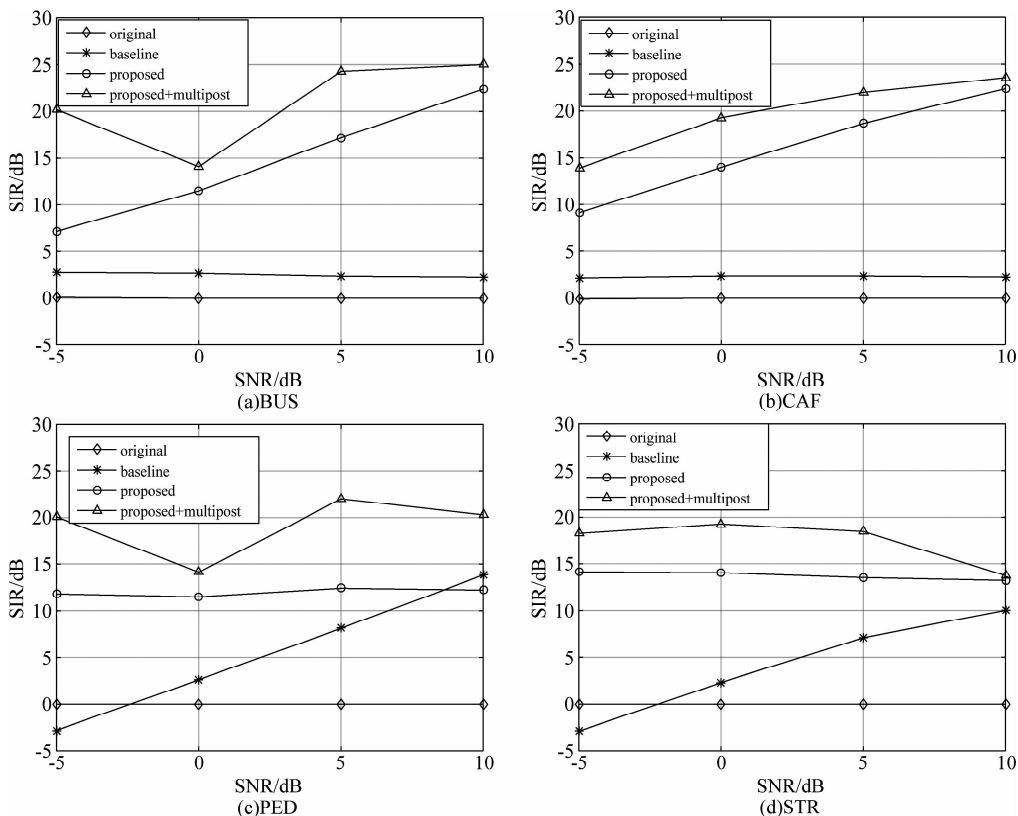 30
25
20
15
10
5
0
-5
SIR/dB
original
baseline
proposed
proposed+multipost
-5
0
5
10
SNR/dB
(a)BUS
30
25
20
15
10
5
0
-5
SIR/dB
original
baseline
proposed
proposed+multipost
-5
0
5
10
SNR/dB
(b)CAF
30
25
20
15
10
5
0
-5
SIR/dB
original
baseline
proposed
proposed+multipost
-5
0
5
10
SNR/dB
(c)PED
30
25
20
15
10
5
0
-5
SIR/dB
original
baseline
proposed
proposed+multipost
-5
0
5
10
SNR/dB
(d)STR